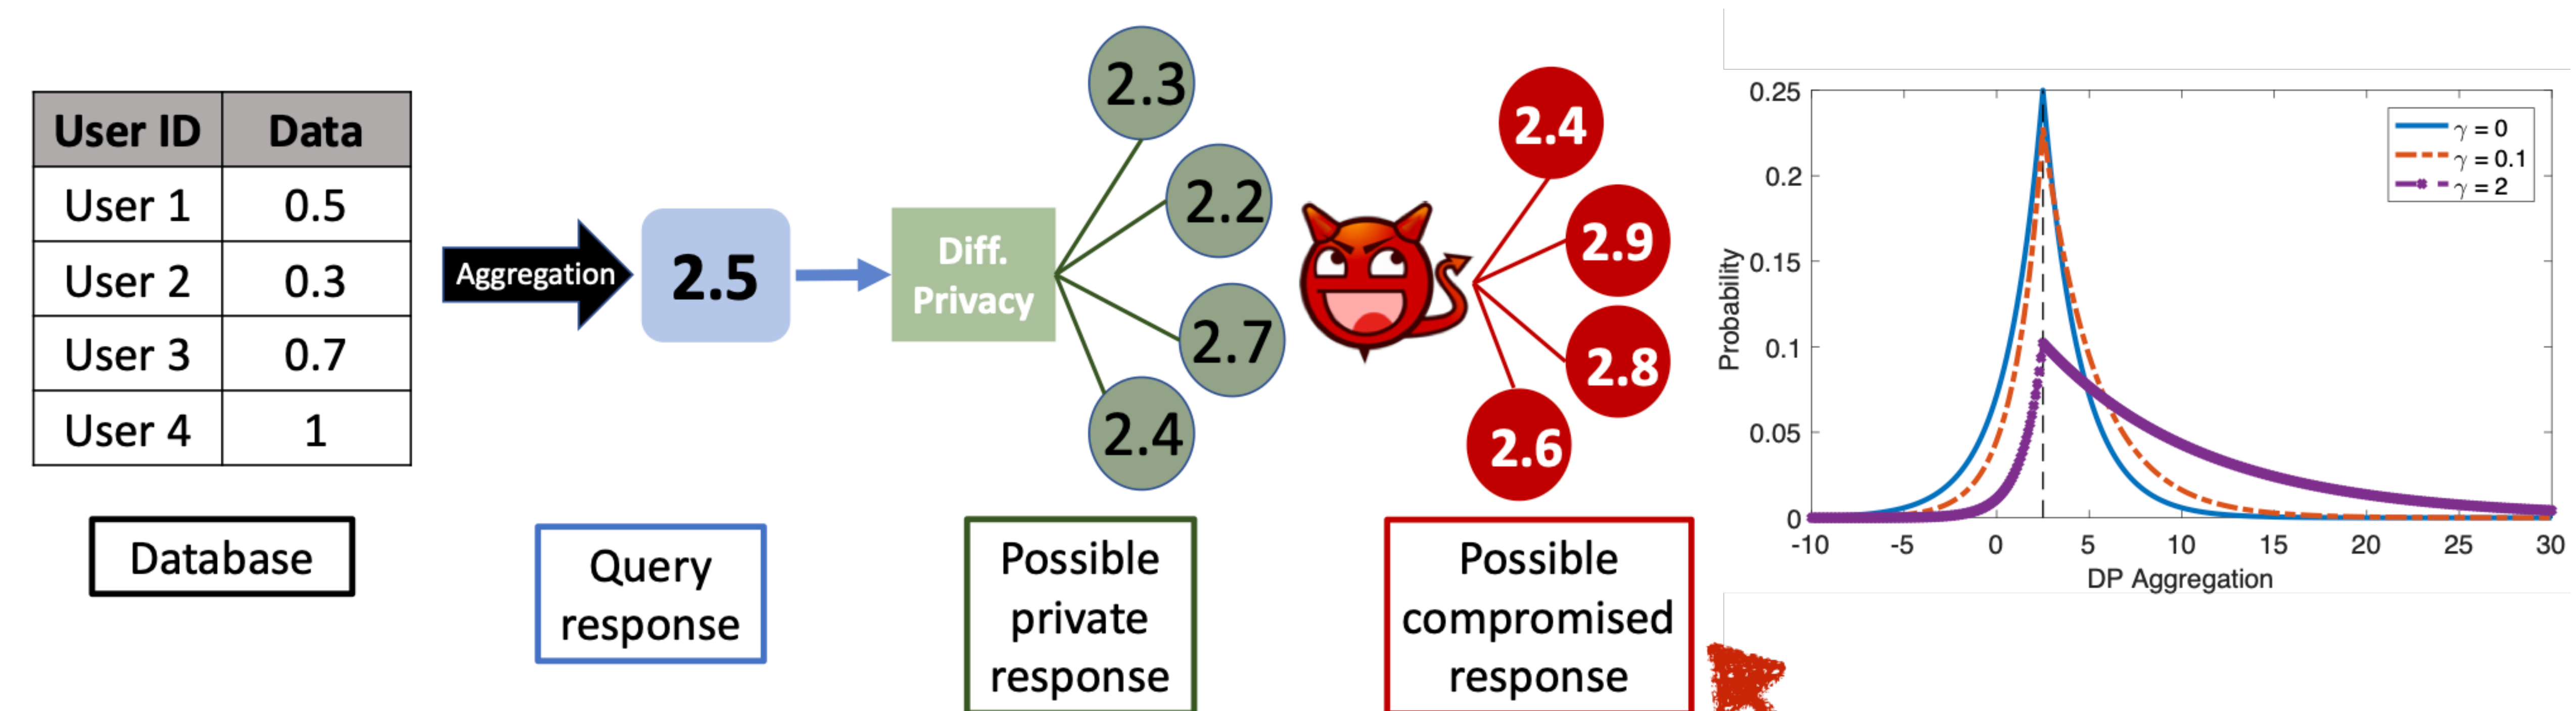 User ID Data
User 1 0.5
User 2 0.3
User 3 0.7
User 4 1
Database
Aggregation
2.5
Query
response
Diff.
Privacy
2.3
2.2
2.7
2.4
Possible
private
response
2.4
2.9
2.8
2.6
Possible
compromised
response
0.25
0.2
0.15
0.1
0.05
0
Probability
γ = 0
γ = 0.1
γ = 2
-10 -5 0 5 10 15 20 25 30
DP Aggregation